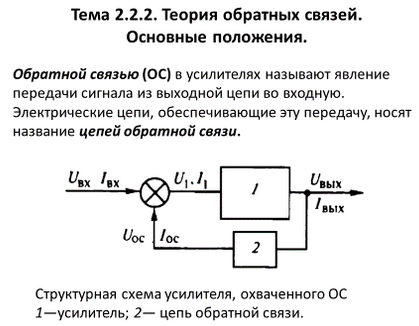 Тема 2.2.2. Теория обратных связей.
Основные положения.
Обратной связью (ОС) в усилителях называют явление
передачи сигнала из выходной цепи во входную.
Электрические цепи, обеспечивающие эту передачу, носят
название цепей обратной связи.
Uвх Iвх
U1. I1
1
Uвых
Iвых
Uос Iос
2
Структурная схема усилителя, охваченного ОС
1—усилитель; 2— цепь обратной связи.